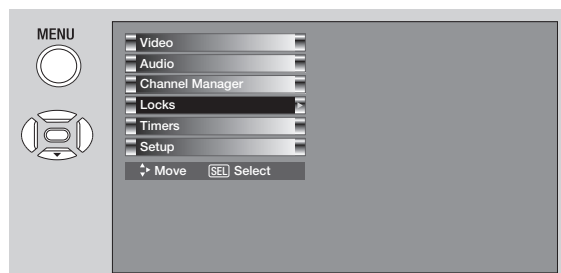 MENU
Video
Audio
Channel Manager
Locks
Timers
Setup
Move SEL Select